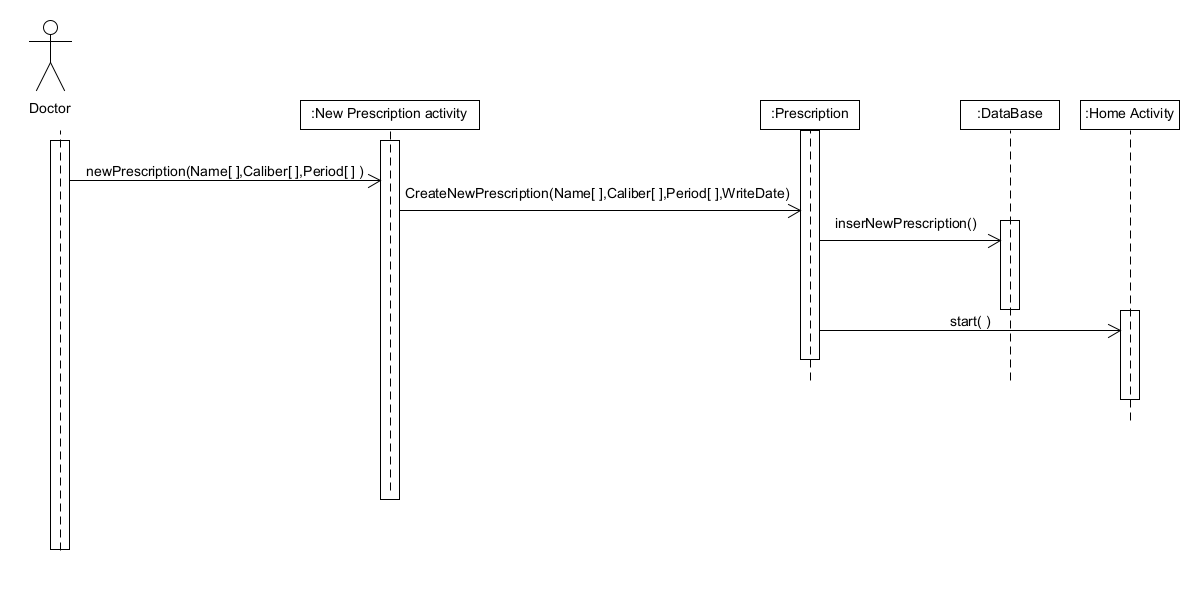 Doctor
:New Prescription activity
:Prescription
:DataBase
:Home Activity
newPrescription(Name[ ],Caliber[ ],Period[ ] )
CreateNewPrescription(Name[ ],Caliber[ ],Period[ ],WriteDate)
inserNewPrescription()
start( )